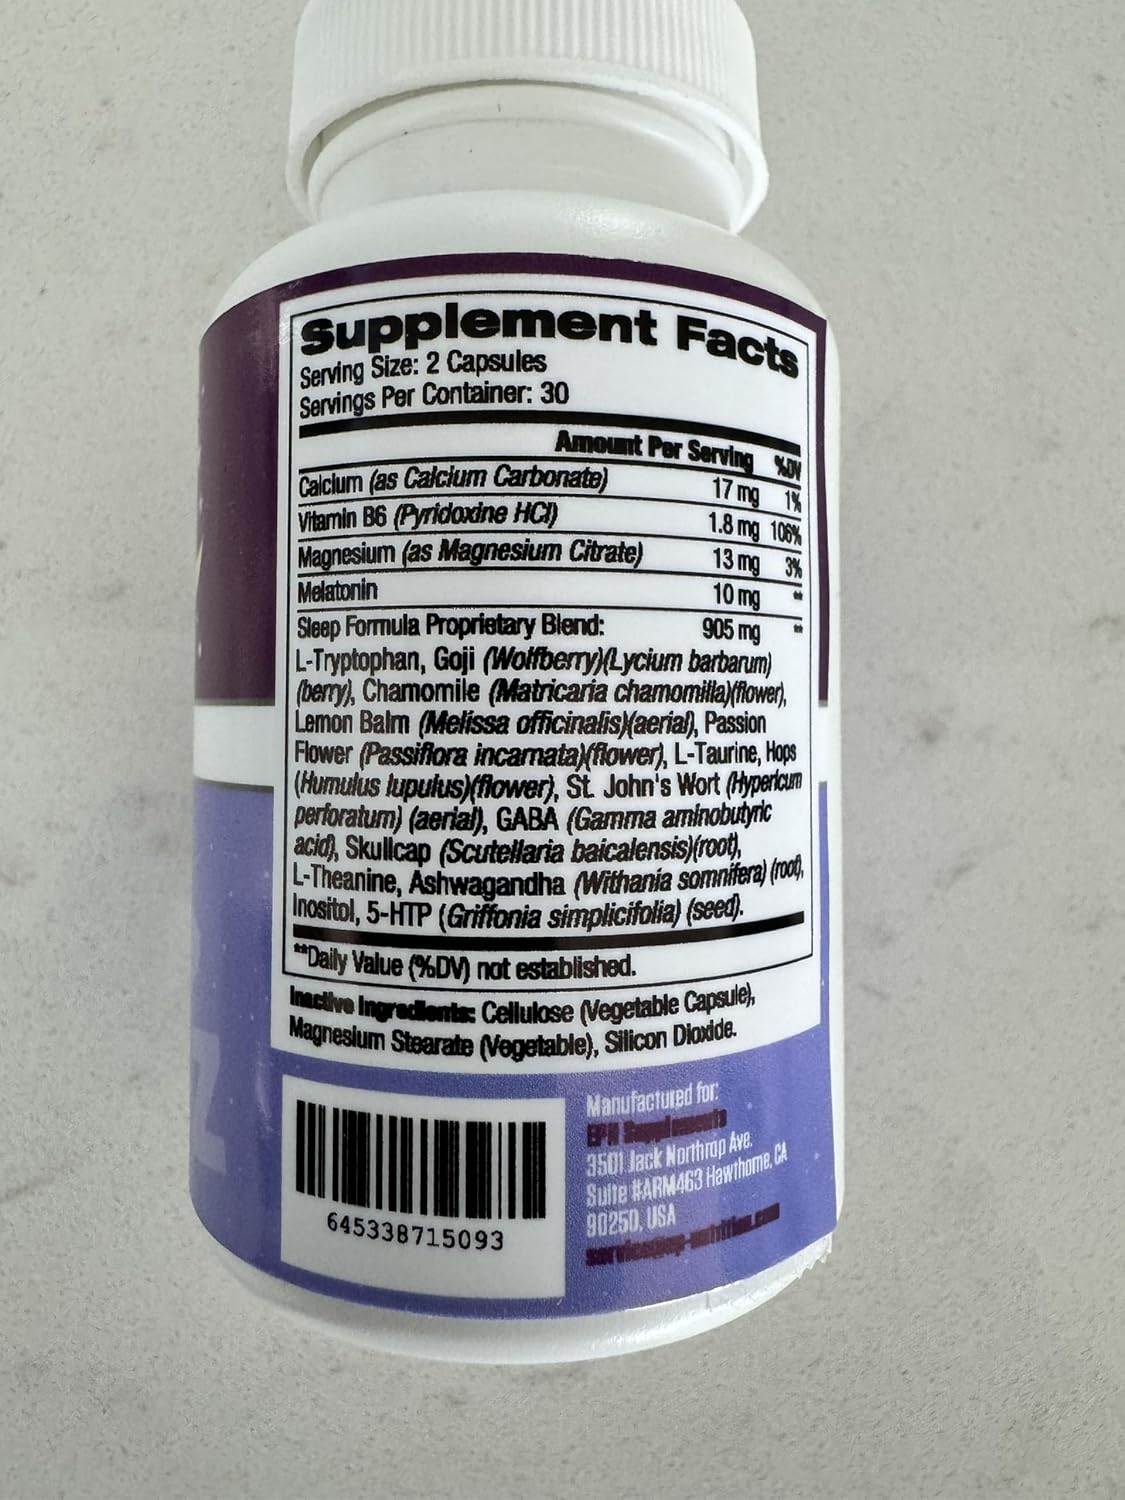 Supplement Facts
Serving Size: 2 Capsules
Servings Per Container: 30
Amount Per Serving %DV
Calcium (as Calcium Carbonate) 17 mg 1%
Vitamin B6 (Pyridoxine HCl) 1.8 mg 106%
Magnesium (as Magnesium Citrate) 13 mg 3%
Melatonin 10 mg **
Sleep Formula Proprietary Blend: 905 mg **
L-Tryptophan, Goji (Wolfberry)(Lycium barbarum)
(berry), Chamomile (Matricaria chamomilla)(flower),
Lemon Balm (Melissa officinalis)(aerial), Passion
Flower (Passiflora incarnata)(flower), L-Taurine, Hops
(Humulus lupulus)(flower), St. John's Wort (Hypericum
perforatum) (aerial), GABA (Gamma aminobutyric
acid), Skullcap (Scutellaria baicalensis)(root),
L-Theanine, Ashwagandha (Withania somnifera) (root),
Inositol, 5-HTP (Griffonia simplicifolia) (seed).
**Daily Value (%DV) not established.
Inactive Ingredients: Cellulose (Vegetable Capsule),
Magnesium Stearate (Vegetable), Silicon Dioxide.
645338715093
Manufactured for:
Supplements
3501 Jack Northrop Ave.
Suite #ARM463 Hawthorne, CA
90250, USA